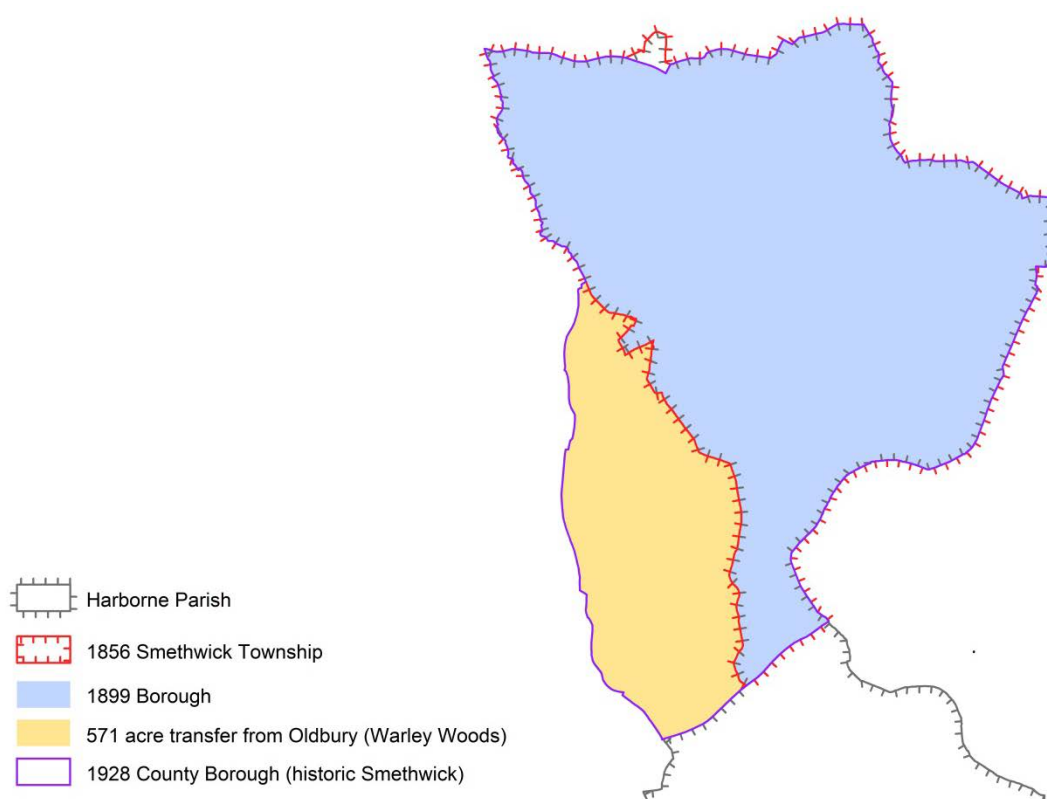 Harborne Parish
1856 Smethwick Township
1899 Borough
571 acre transfer from Oldbury (Warley Woods)
1928 County Borough (historic Smethwick)